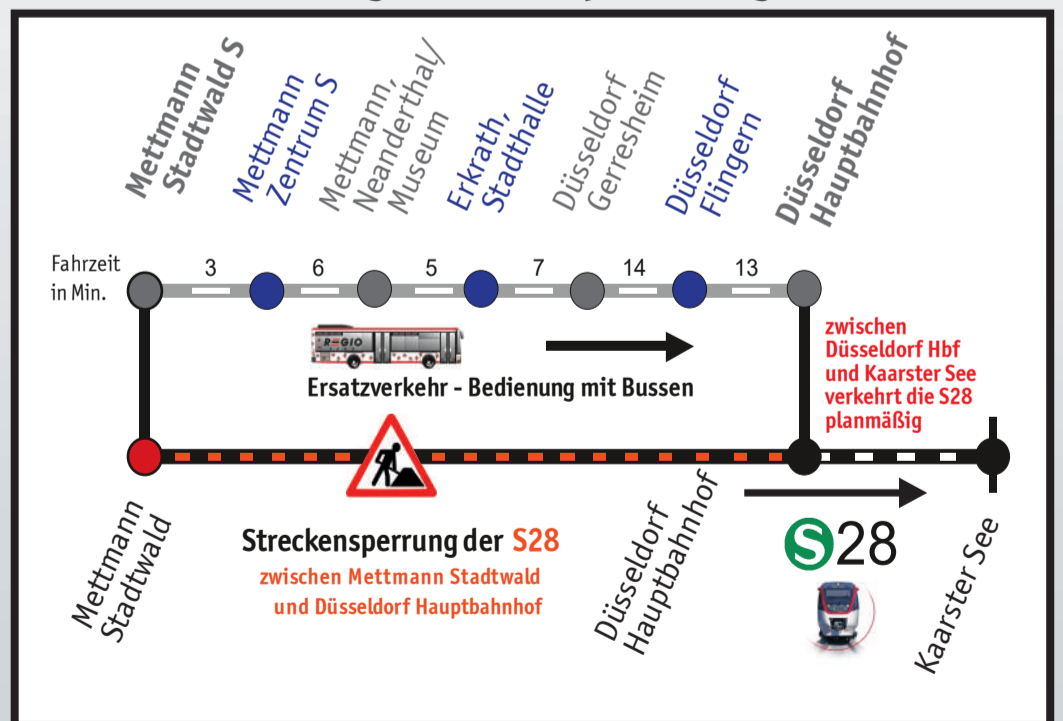 Mettmann
Stadtwald S
Mettmann
Zentrum S
Mettmann,
Neanderthal/
Museum
Erkrath,
Stadthalle
Düsseldorf
Gerresheim
Düsseldorf
Flingern
Düsseldorf
Hauptbahnhof
Fahrzeit
in Min.
3
6
5
7
14
13
R GIO
Ersatzverkehr - Bedienung mit Bussen
zwischen
Düsseldorf Hbf
und Kaarster See
verkehrt die S28
planmäßig
Mettmann
Stadtwald
Streckensperrung der S28
zwischen Mettmann Stadtwald
und Düsseldorf Hauptbahnhof
Düsseldorf
Hauptbahnhof
S28
Kaarster See